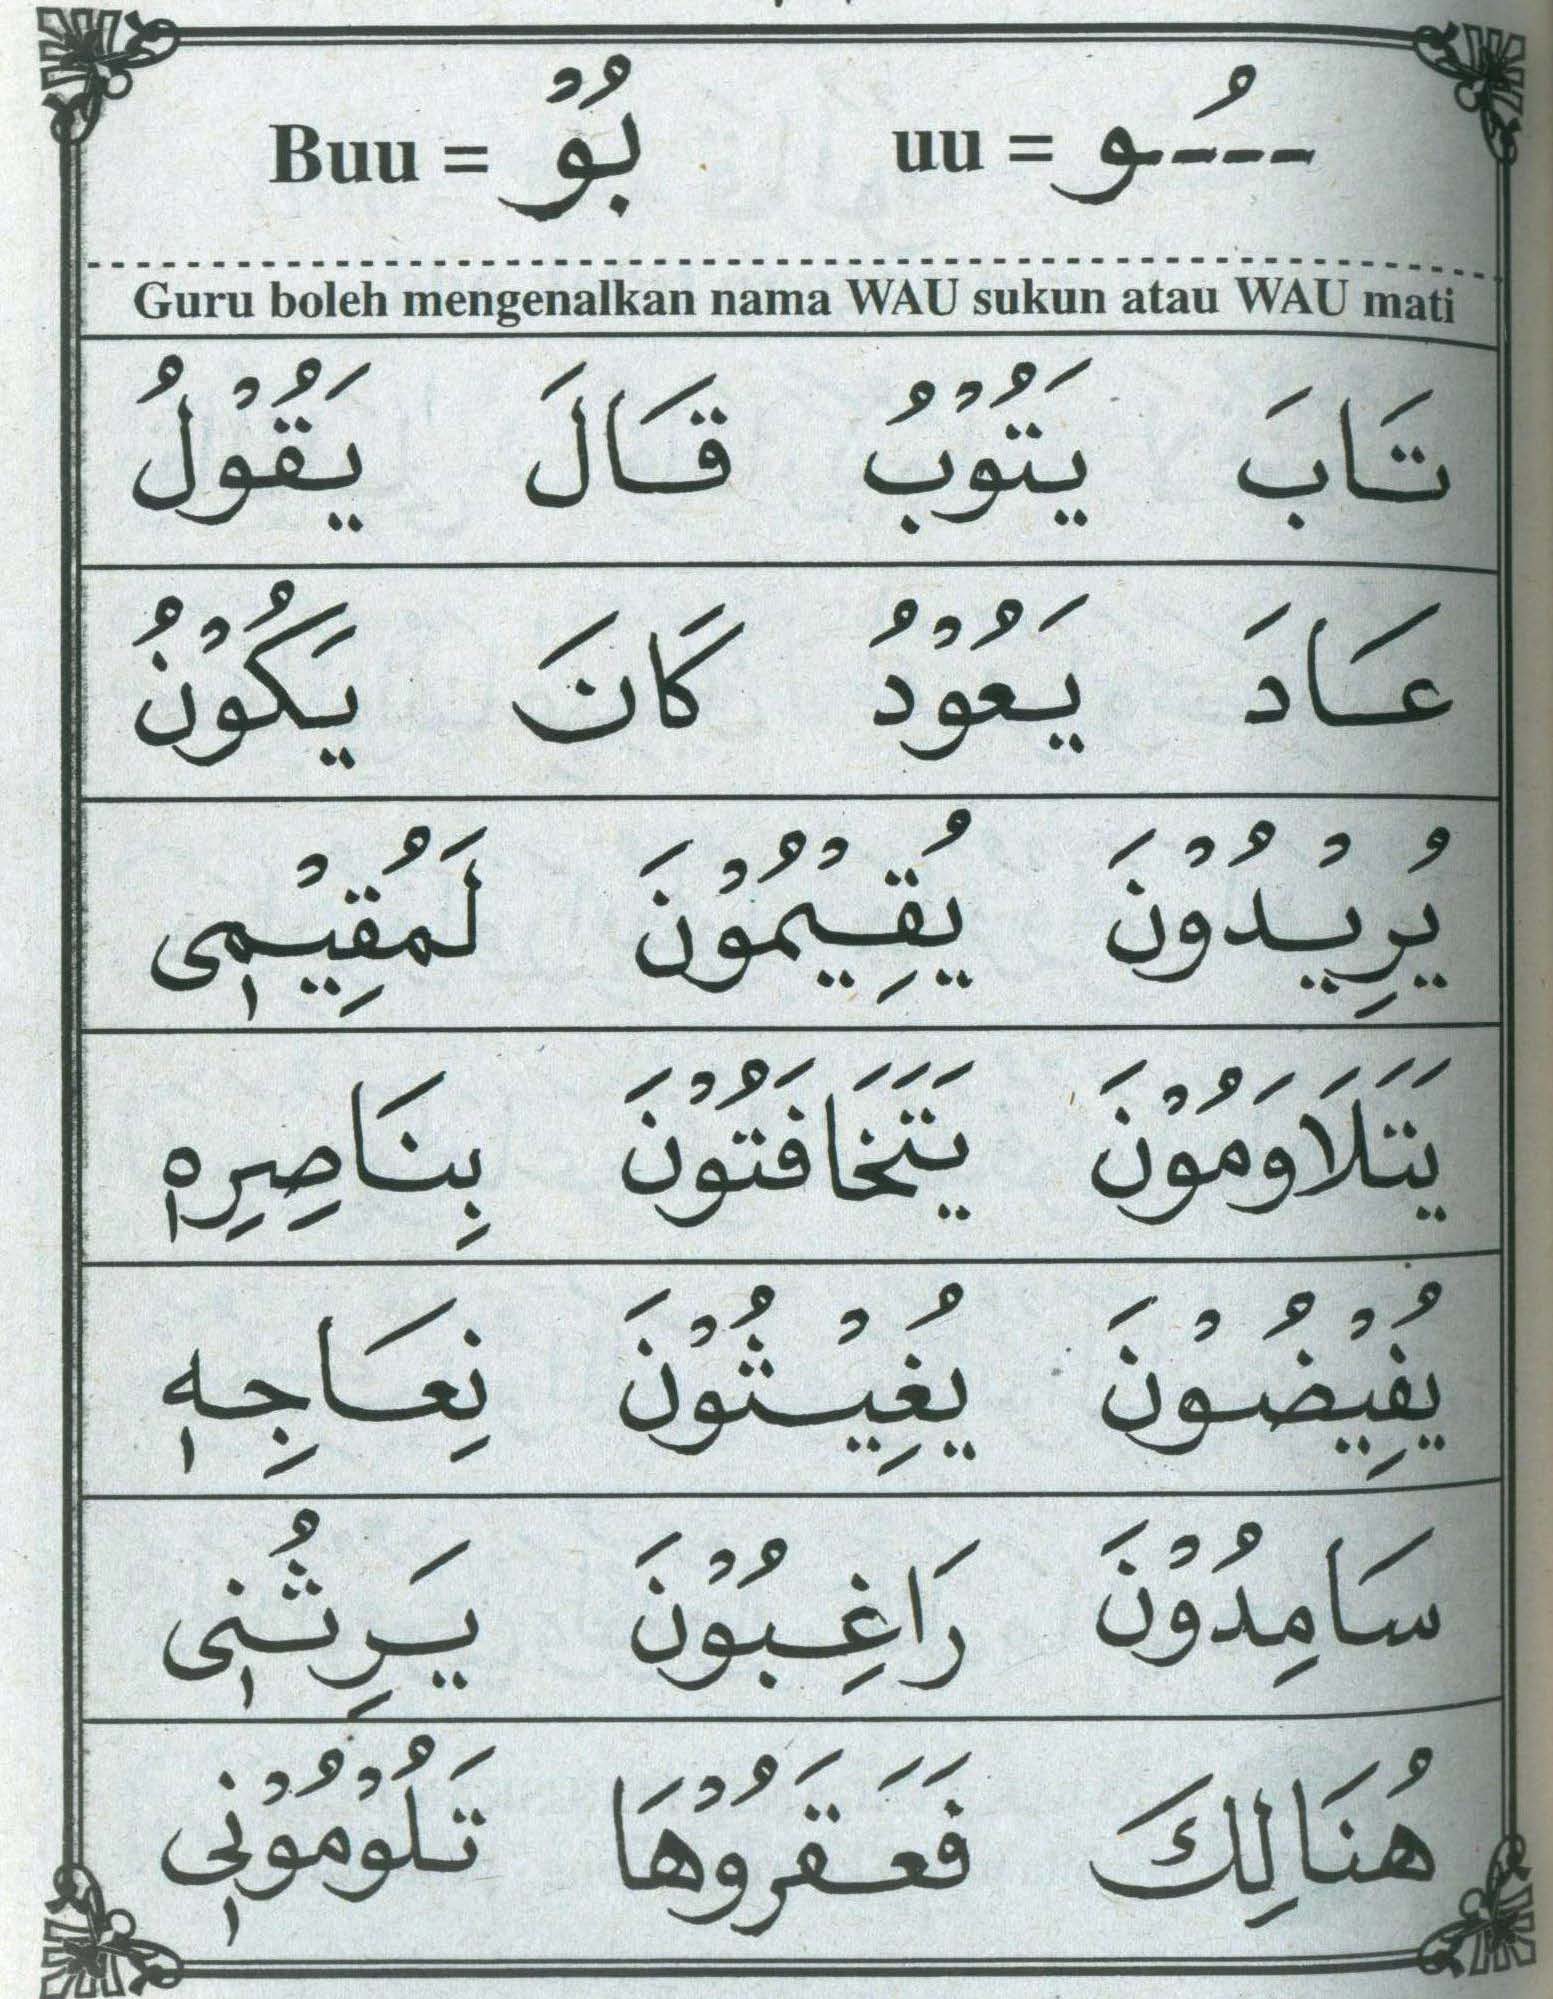 ـُـو = uu بُوْ = Buu
Guru boleh mengenalkan nama WAU sukun atau WAU mati
تَابَ يَتُوْبُ قَالَ يَقُوْلُ
عَادَ يَعُوْدُ كَانَ يَكُوْنُ
يُرِيْدُوْنَ يُقِيْمُوْنَ لَمُقِيْمٖى
يَتَلَاوَمُوْنَ يَتَخَافَتُوْنَ بِنَاصِرِهٖ
يُفِيْضُوْنَ يُغِيْثُوْنَ نِعَاجِهٖ
سَامِدُوْنَ رَاغِبُوْنَ يَرِثُنٖى
هُنَالِكَ فَعَقَرُوْهَا تَلُوْمُوْنٖى